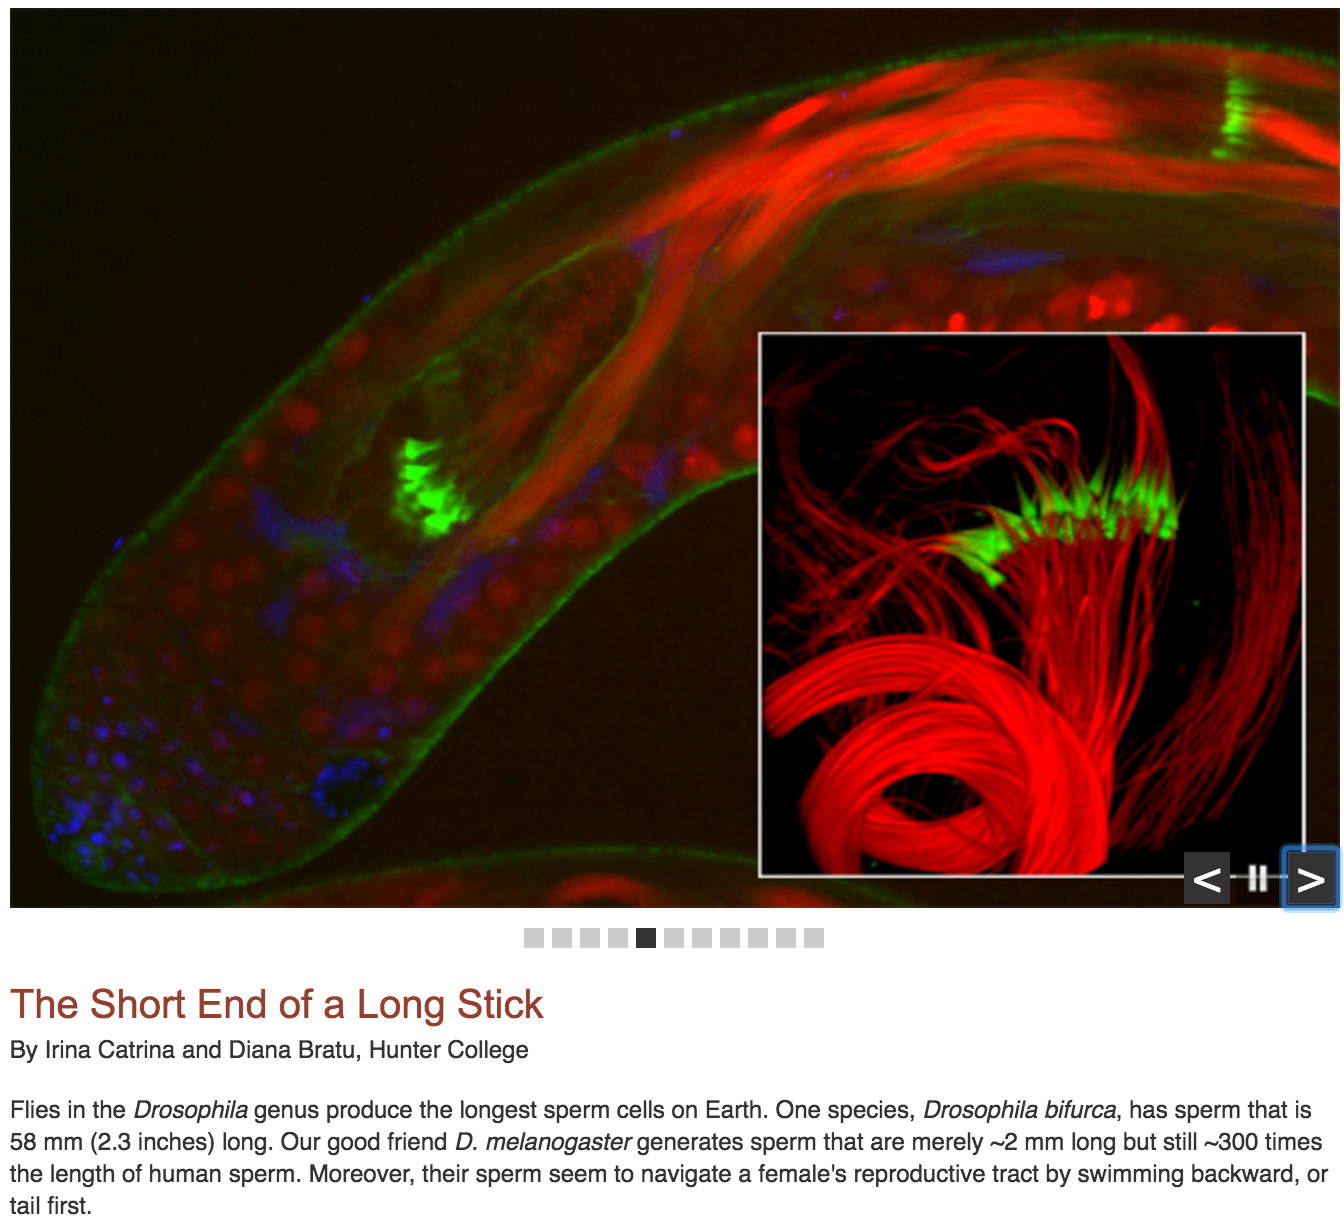 <
>
The Short End of a Long Stick
By Irina Catrina and Diana Bratu, Hunter College
Flies in the Drosophila genus produce the longest sperm cells on Earth. One species, Drosophila bifurca, has sperm that is
58 mm (2.3 inches) long. Our good friend D. melanogaster generates sperm that are merely ~2 mm long but still ~300 times
the length of human sperm. Moreover, their sperm seem to navigate a female's reproductive tract by swimming backward, or
tail first.